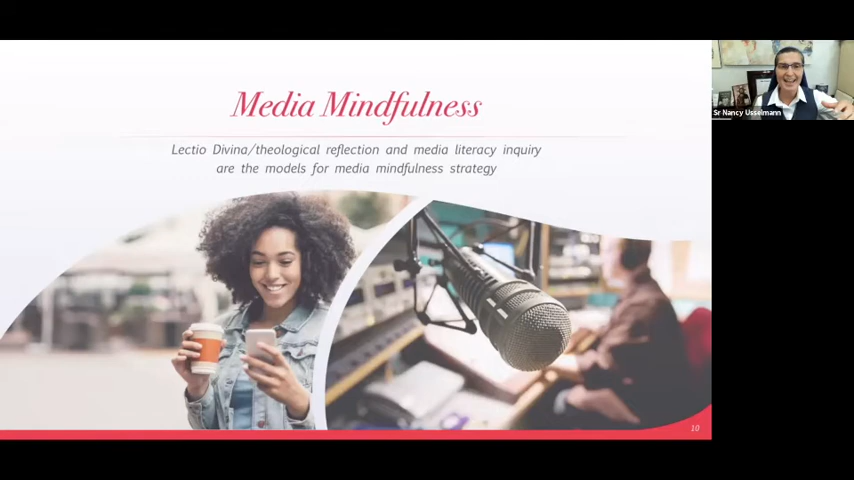 Media Mindfulness
Lectio Divina/theological reflection and media literacy inquiry
are the models for media mindfulness strategy
Sr Nancy Usselmann
10